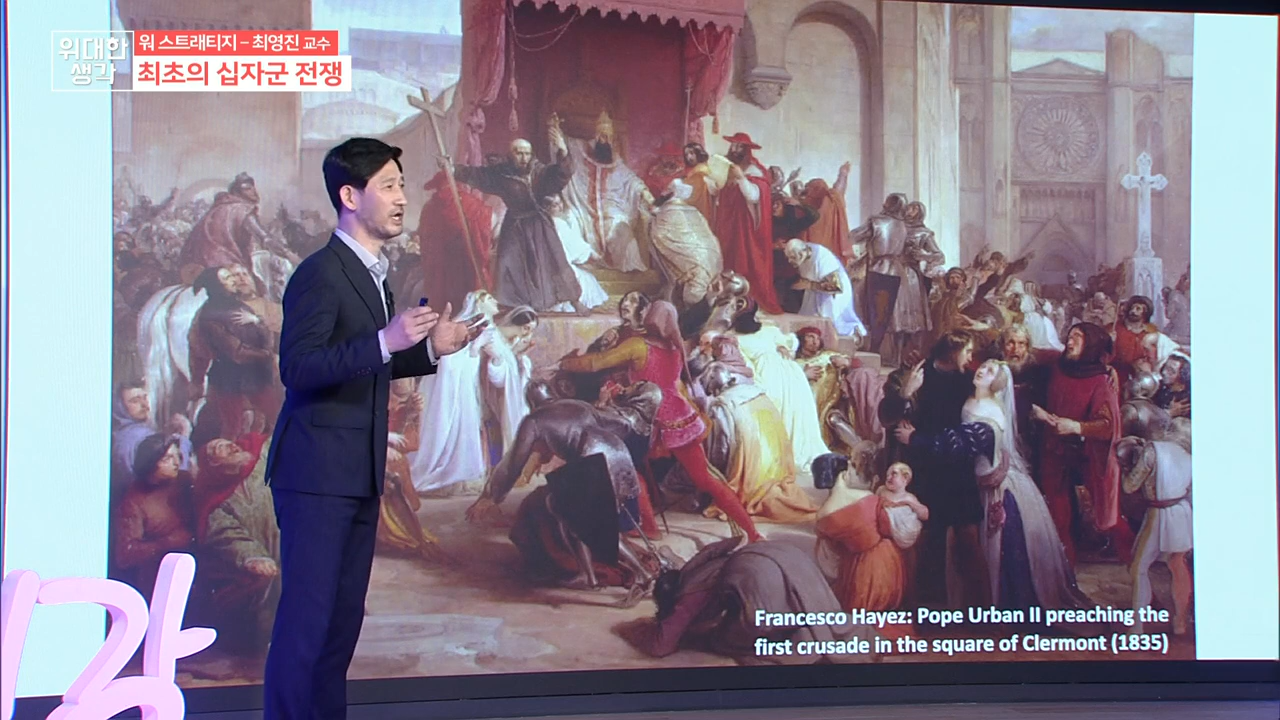 위대한
생각
워 스트래티지 – 최영진 교수
최초의 십자군 전쟁
Francesco Hayez: Pope Urban II preaching the
first crusade in the square of Clermont (1835)